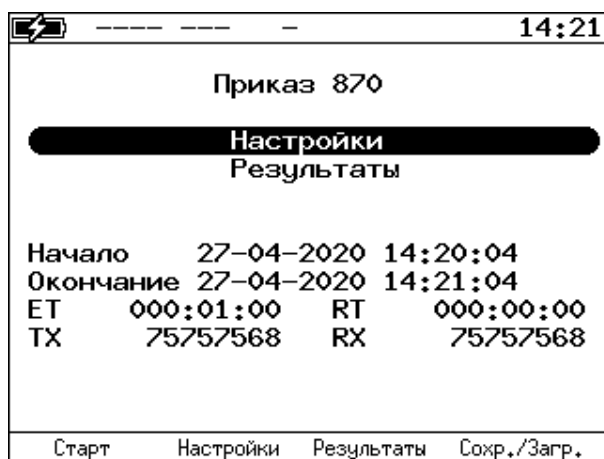 ---- --- - 14:21
Приказ 870
Настройки
Результаты
Начало 27-04-2020 14:20:04
Окончание 27-04-2020 14:21:04
ET 000:01:00 RT 000:00:00
TX 75757568 RX 75757568
Старт Настройки Результаты Сохр./Загр.